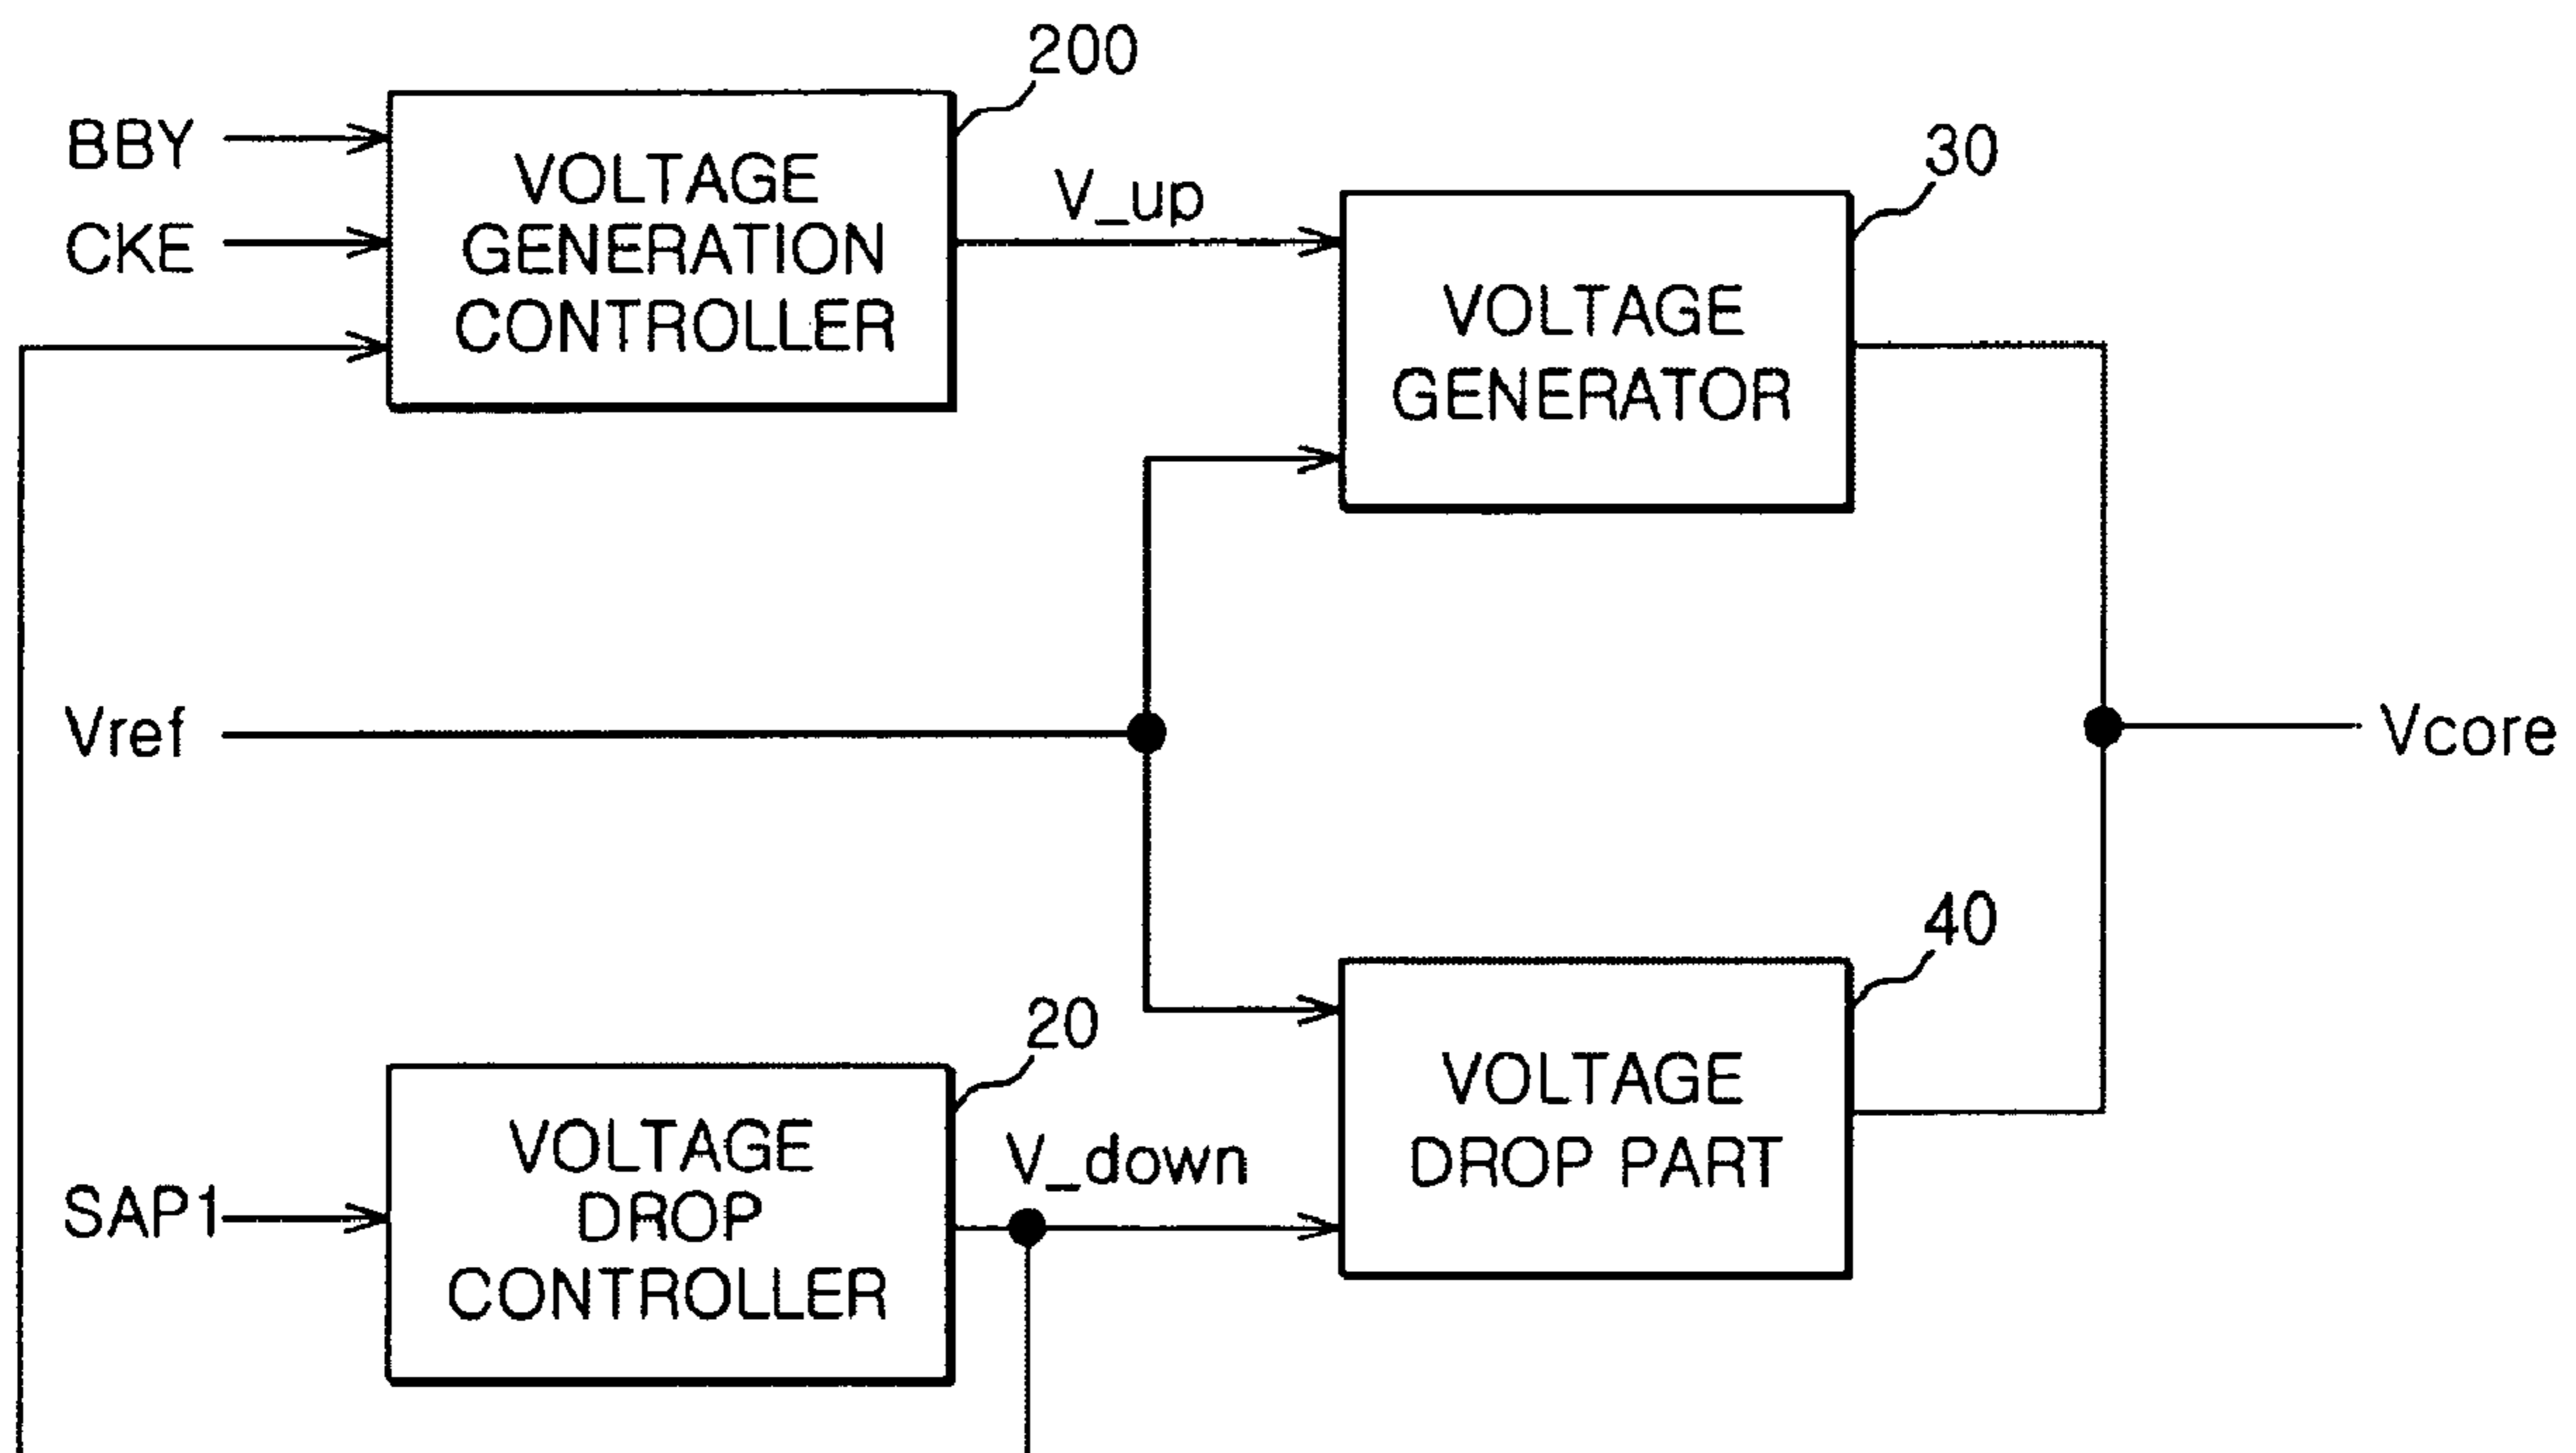 200
BBY
CKE
VOLTAGE
GENERATION
CONTROLLER
V_up
30
VOLTAGE
GENERATOR
Vref
Vcore
40
VOLTAGE
DROP PART
20
SAP1
VOLTAGE
DROP
CONTROLLER
V_down